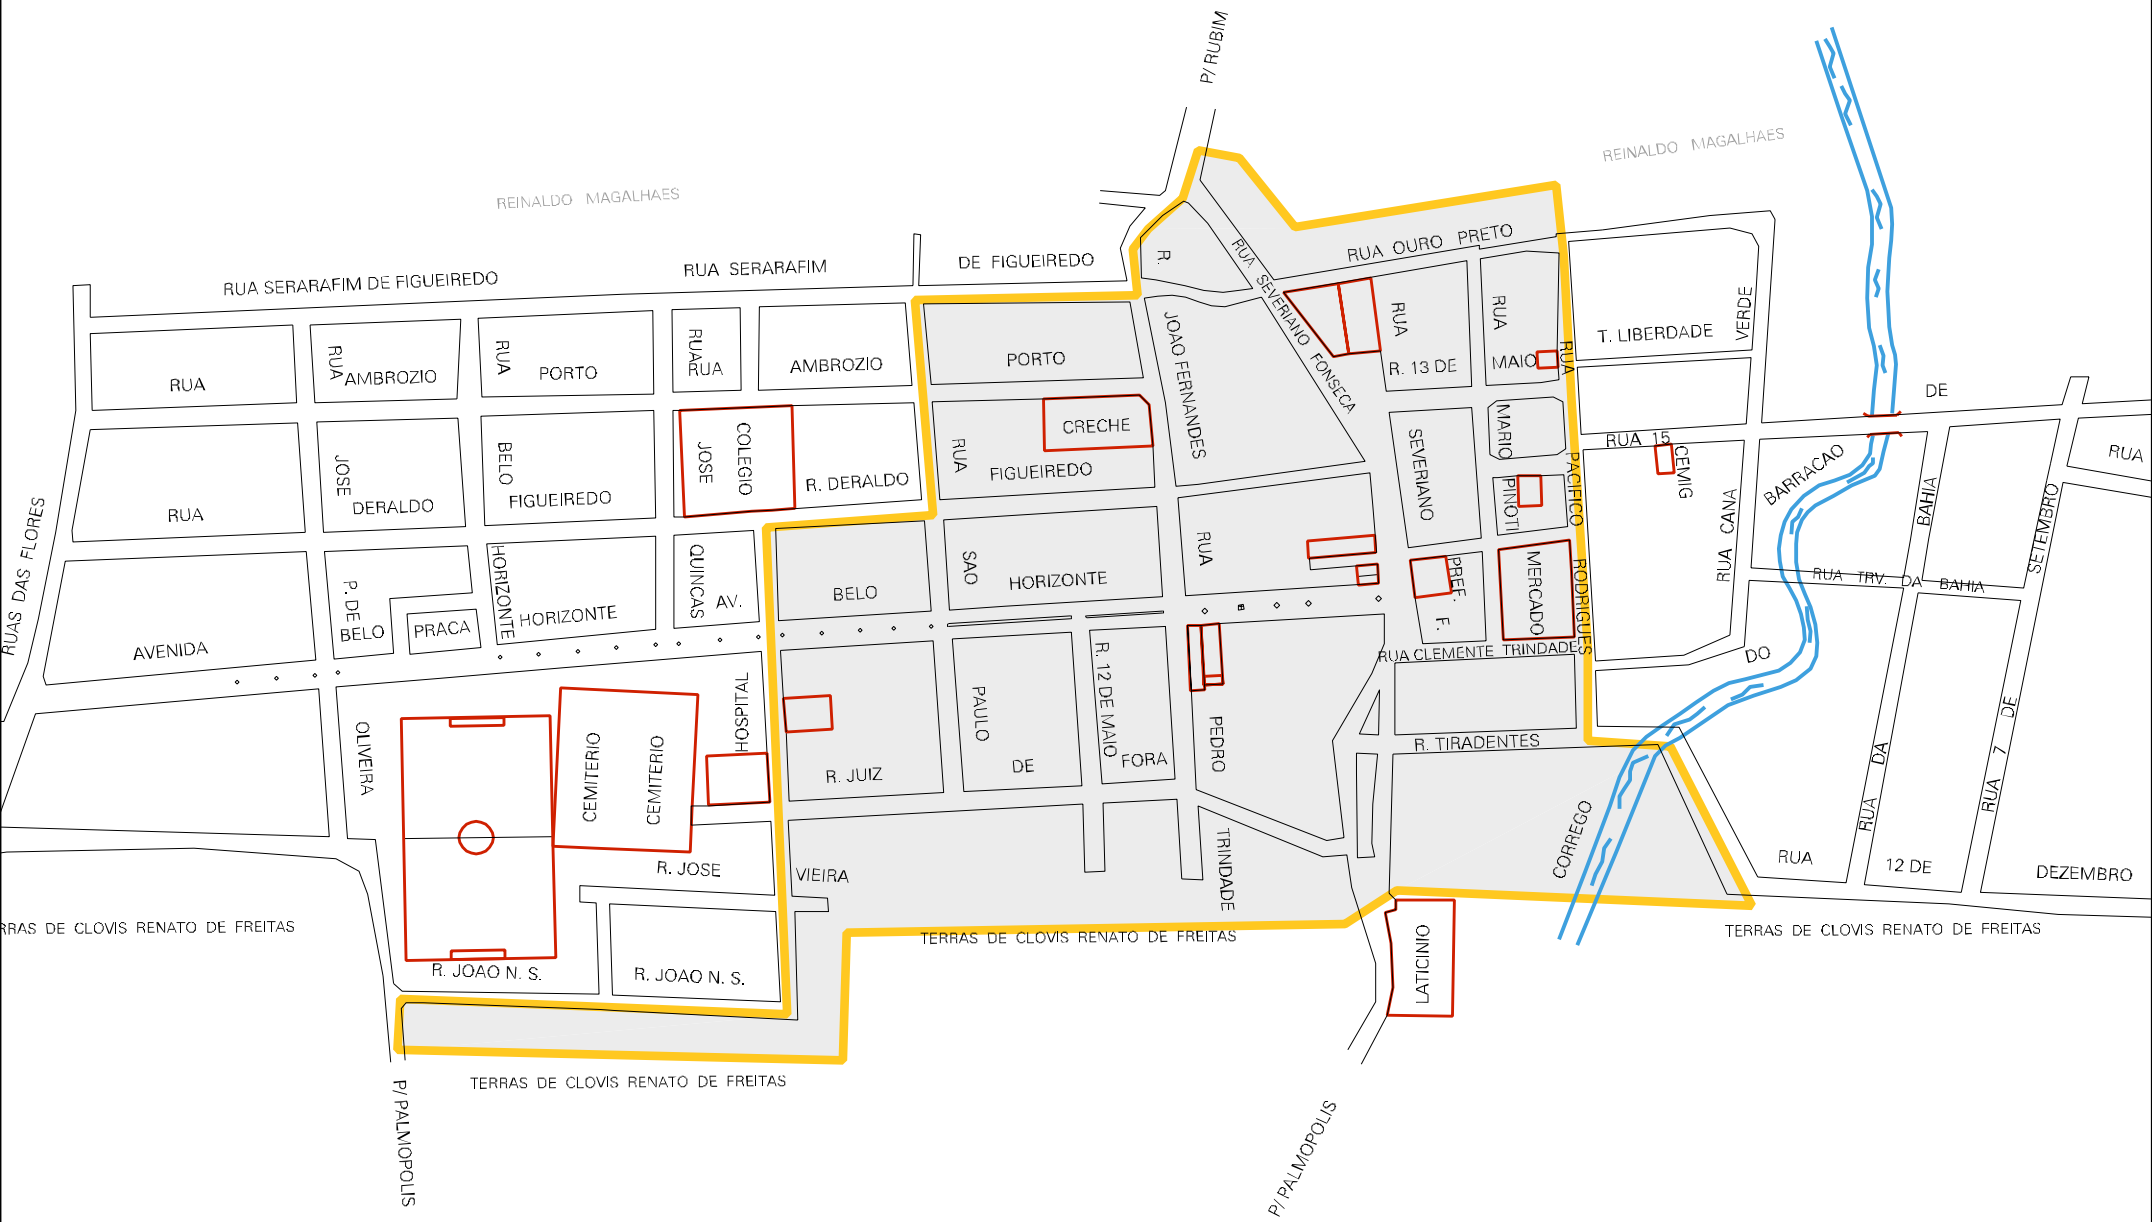 P/ RUBIM
REINALDO MAGALHAES
REINALDO MAGALHAES
RUA SERARAFIM DE FIGUEIREDO
RUA SERARAFIM
DE FIGUEIREDO
R.
RUA SEVERIANO FONSECA
RUA OURO PRETO
RUA
AMBROZIO
RUA
RUA
PORTO
RUA
RUA
RUA
AMBROZIO
PORTO
JOAO FERNANDES
RUA
R. 13 DE
RUA
MAIO
RUA
T. LIBERDADE
VERDE
DE
RUA
JOSE
DERALDO
BELO
FIGUEIREDO
JOSE
COLEGIO
R. DERALDO
RUA
CRECHE
FIGUEIREDO
SEVERIANO
MARIO
PINOTI
PACIFICO
RUA 15
CEMIG
RUA CANA
BARRACAO
BAHIA
SETEMBRO
RUA
RUAS DAS FLORES
AVENIDA
P. DE
BELO
PRACA
HORIZONTE
HORIZONTE
QUINCAS
AV.
BELO
SAO
HORIZONTE
RUA
PREF.
F.
MERCADO
RODRIGUES
RUA CLEMENTE TRINDADES
RUA TRV. DA BAHIA
DO
OLIVEIRA
CEMITERIO
CEMITERIO
HOSPITAL
R. JUIZ
PAULO
DE
R. 12 DE MAIO
FORA
PEDRO
R. TIRADENTES
RUA DA
RUA 7 DE
R. JOSE
VIEIRA
TRINDADE
CORREGO
RUA
12 DE
DEZEMBRO
RRAS DE CLOVIS RENATO DE FREITAS
TERRAS DE CLOVIS RENATO DE FREITAS
TERRAS DE CLOVIS RENATO DE FREITAS
R. JOAO N. S.
R. JOAO N. S.
LATICINIO
TERRAS DE CLOVIS RENATO DE FREITAS
P/ PALMOPOLIS
P/ PALMOPOLIS